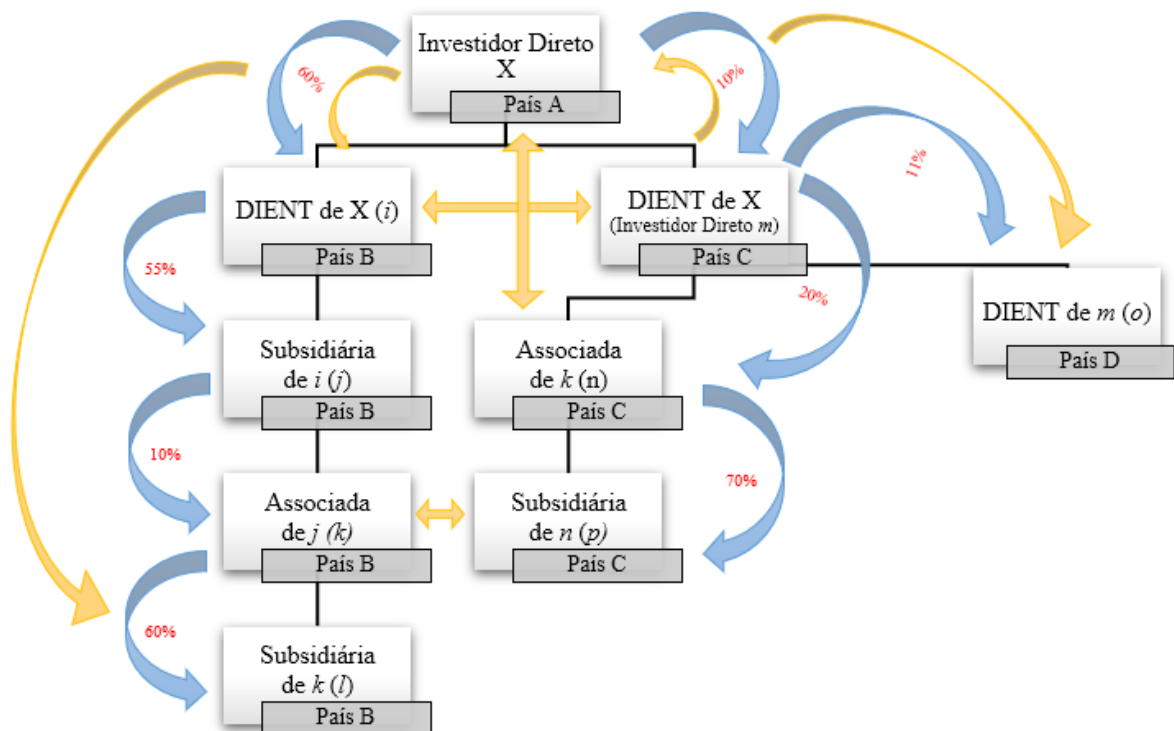 Investidor Direto
X
País A
60%
10%
11%
DIENT de X (i)
País B
DIENT de X
(Investidor Direto m)
País C
55%
20%
DIENT de m (o)
País D
Subsidiária
de i (j)
País B
Associada
de k (n)
País C
10%
70%
Associada
de j (k)
País B
Subsidiária
de n (p)
País C
60%
Subsidiária
de k (l)
País B